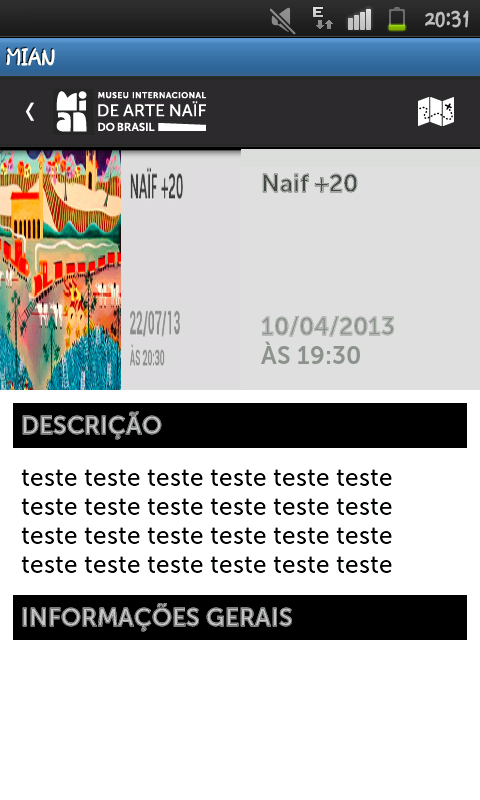 E
20:31
MIAN
Mi
an
MUSEU INTERNACIONAL
DE ARTE NAÏF
DO BRASIL
NAÏF +20
22/07/13
ÀS 20:30
Naif +20
10/04/2013
ÀS 19:30
DESCRIÇÃO
teste teste teste teste teste teste
teste teste teste teste teste teste
teste teste teste teste teste teste
teste teste teste teste teste teste
INFORMAÇÕES GERAIS